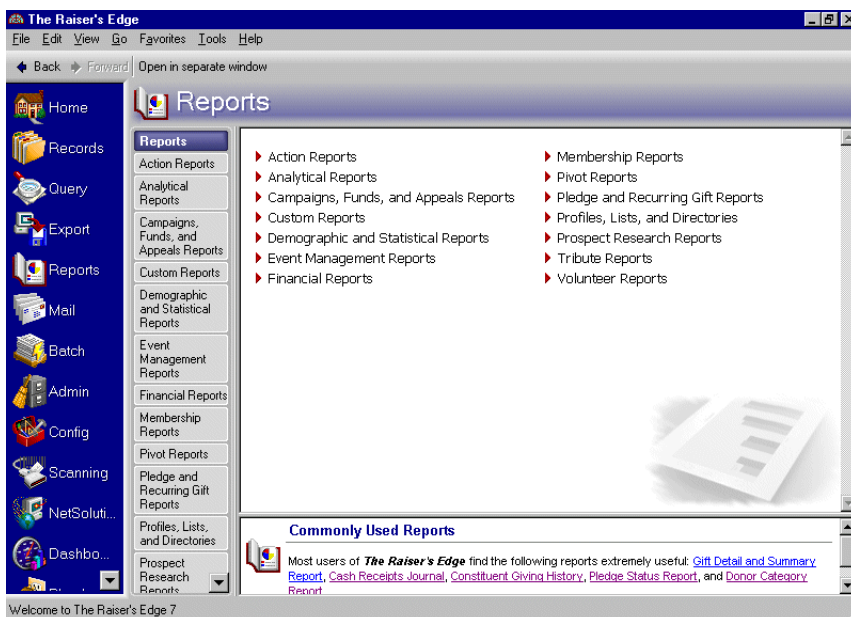 The Raiser's Edge
File Edit View Go Favorites Tools Help
Back Forward Open in separate window
Home
Records
Query
Export
Reports
Mail
Batch
Admin
Config
Scanning
NetSoluti...
Dashbo...
Reports
Reports
Action Reports
Analytical
Reports
Campaigns,
Funds, and
Appeals Reports
Custom Reports
Demographic
and Statistical
Reports
Event
Management
Reports
Financial Reports
Membership
Reports
Pivot Reports
Pledge and
Recurring Gift
Reports
Profiles, Lists,
and Directories
Prospect
Research
Reports
Action Reports
Analytical Reports
Campaigns, Funds, and Appeals Reports
Custom Reports
Demographic and Statistical Reports
Event Management Reports
Financial Reports
Membership Reports
Pivot Reports
Pledge and Recurring Gift Reports
Profiles, Lists, and Directories
Prospect Research Reports
Tribute Reports
Volunteer Reports
Commonly Used Reports
Most users of The Raiser's Edge find the following reports extremely useful: Gift Detail and Summary
Report, Cash Receipts Journal, Constituent Giving History, Pledge Status Report, and Donor Category
Report
Welcome to The Raiser's Edge 7